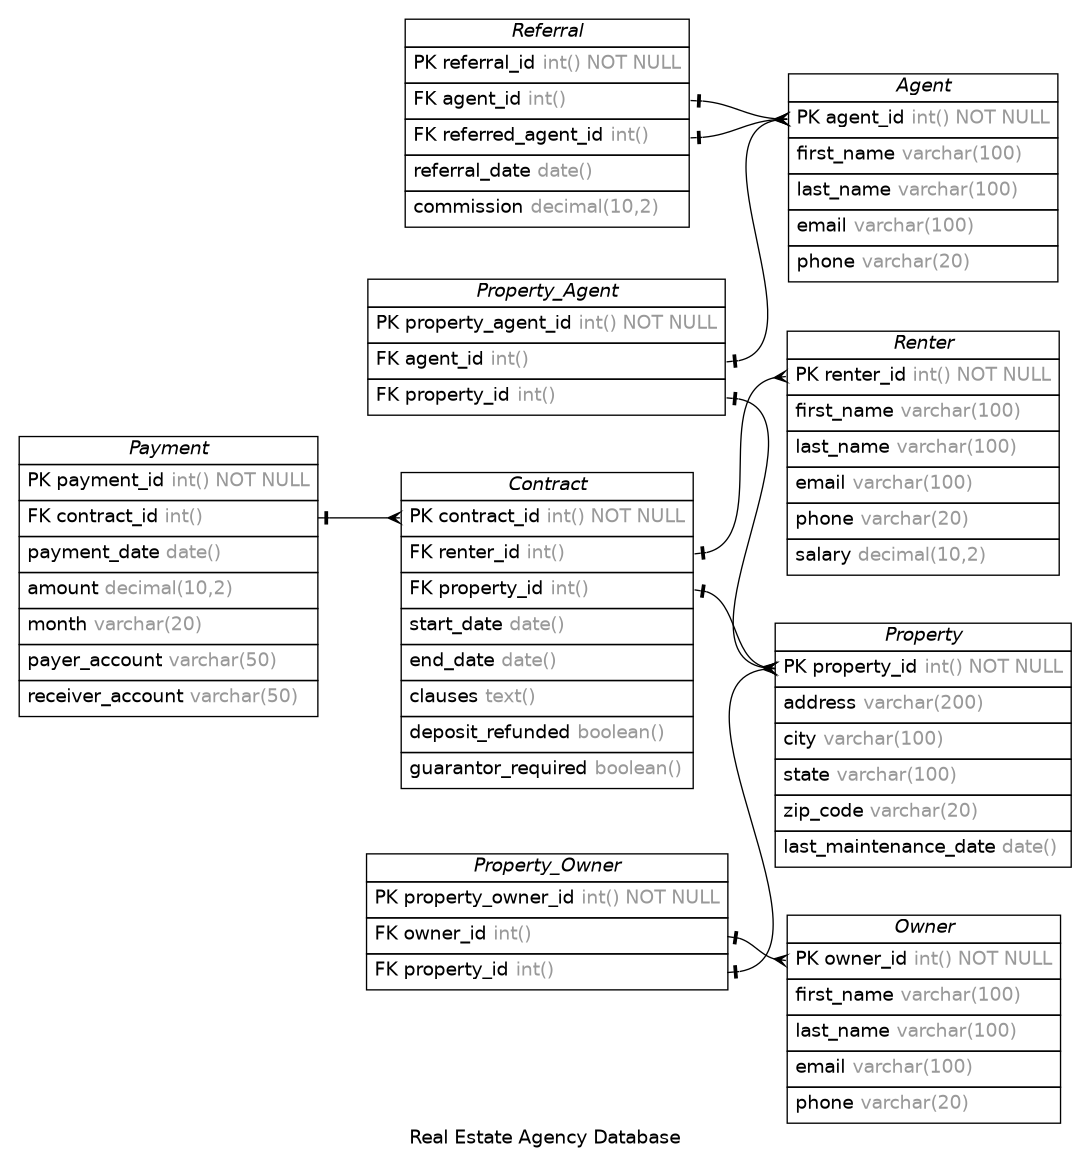 Referral
PK referral_id int() NOT NULL
FK agent_id int()
FK referred_agent_id int()
referral_date date()
commission decimal(10,2)
Agent
PK agent_id int() NOT NULL
first_name varchar(100)
last_name varchar(100)
email varchar(100)
phone varchar(20)
Property_Agent
PK property_agent_id int() NOT NULL
FK agent_id int()
FK property_id int()
Renter
PK renter_id int() NOT NULL
first_name varchar(100)
last_name varchar(100)
email varchar(100)
phone varchar(20)
salary decimal(10,2)
Payment
PK payment_id int() NOT NULL
FK contract_id int()
payment_date date()
amount decimal(10,2)
month varchar(20)
payer_account varchar(50)
receiver_account varchar(50)
Contract
PK contract_id int() NOT NULL
FK renter_id int()
FK property_id int()
start_date date()
end_date date()
clauses text()
deposit_refunded boolean()
guarantor_required boolean()
Property
PK property_id int() NOT NULL
address varchar(200)
city varchar(100)
state varchar(100)
zip_code varchar(20)
last_maintenance_date date()
Property_Owner
PK property_owner_id int() NOT NULL
FK owner_id int()
FK property_id int()
Owner
PK owner_id int() NOT NULL
first_name varchar(100)
last_name varchar(100)
email varchar(100)
phone varchar(20)
Real Estate Agency Database